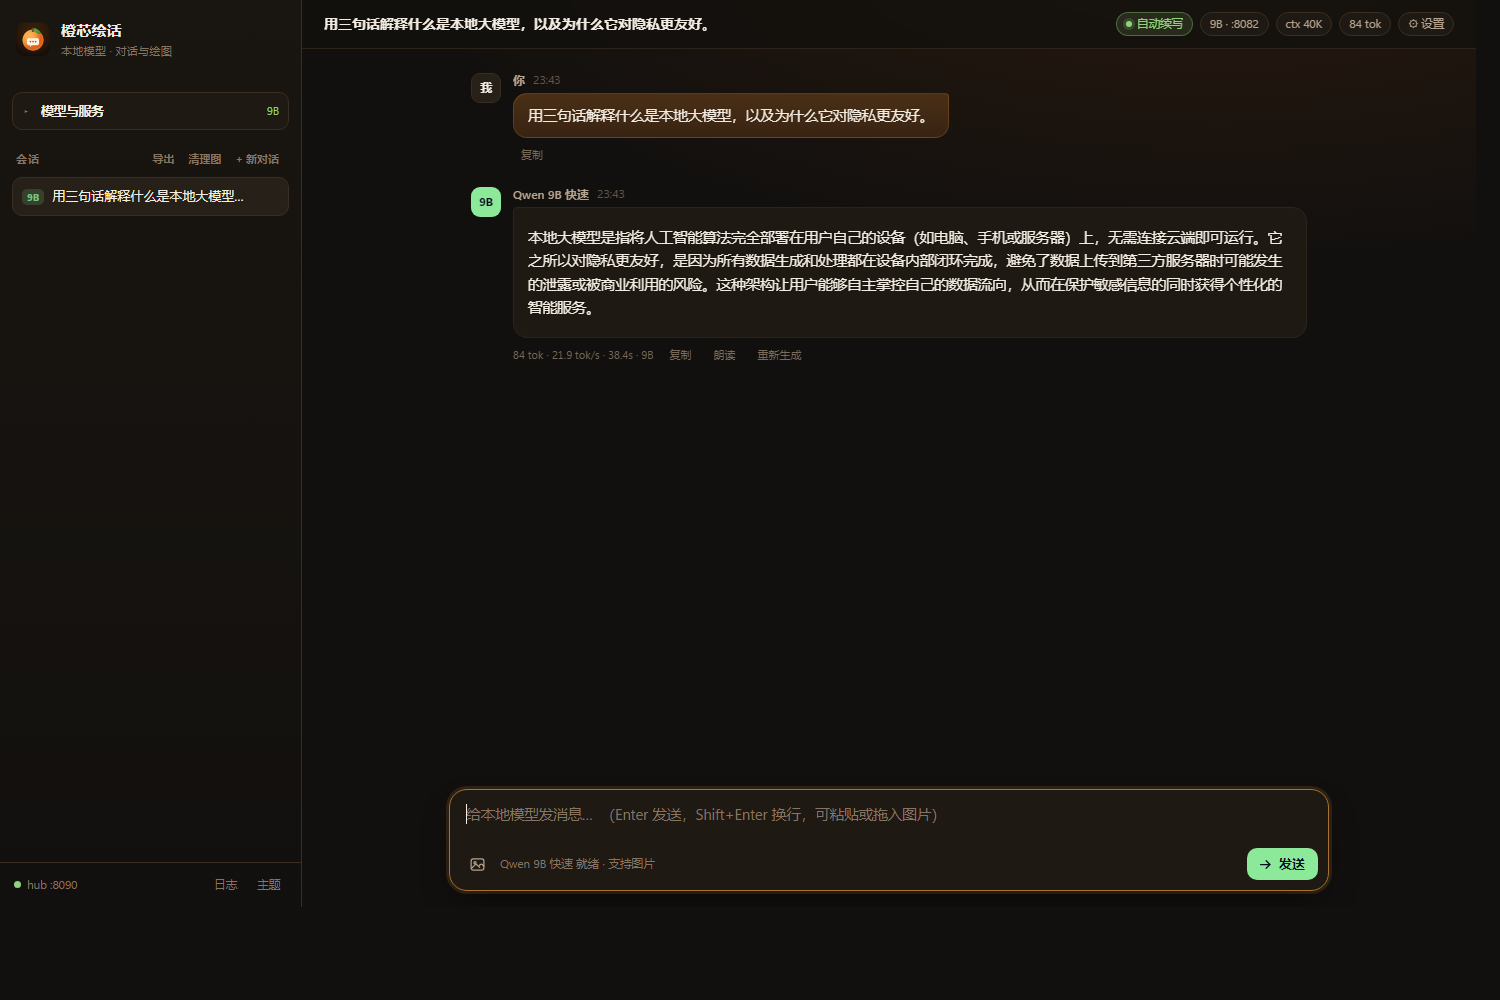 橙芯绘话
本地模型 · 对话与绘图
模型与服务
9B
会话
导出
清理图
+ 新对话
9B
用三句话解释什么是本地大模型...
hub :8090
日志
主题
用三句话解释什么是本地大模型，以及为什么它对隐私更友好。
自动续写
9B · :8082
ctx 40K
84 tok
设置
我
你 23:43
用三句话解释什么是本地大模型，以及为什么它对隐私更友好。
复制
9B
Qwen 9B 快速 23:43
本地大模型是指将人工智能算法完全部署在用户自己的设备（如电脑、手机或服务器）上，无需连接云端即可运行。它
之所以对隐私更友好，是因为所有数据生成和处理都在设备内部闭环完成，避免了数据上传到第三方服务器时可能发生
的泄露或被商业利用的风险。这种架构让用户能够自主掌控自己的数据流向，从而在保护敏感信息的同时获得个性化的
智能服务。
84 tok · 21.9 tok/s · 38.4s · 9B
复制
朗读
重新生成
给本地模型发消息... （Enter 发送，Shift+Enter 换行，可粘贴或拖入图片）
Qwen 9B 快速 就绪 · 支持图片
→ 发送